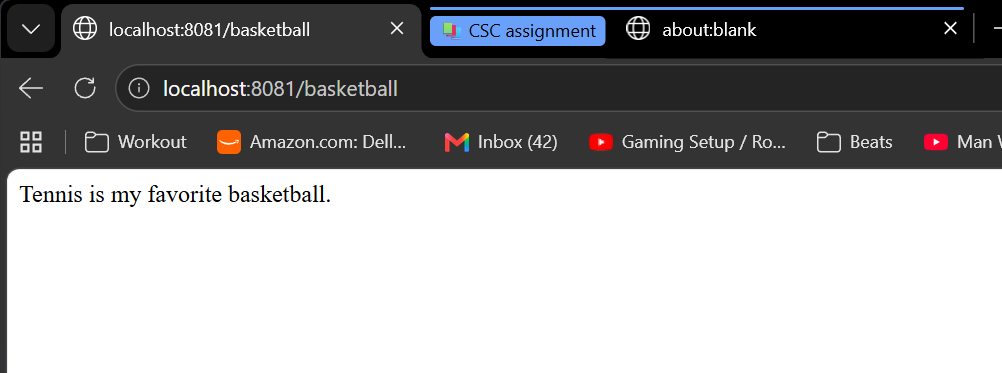 localhost:8081/basketball CSC assignment about:blank
localhost:8081/basketball
Workout Amazon.com: Dell... Inbox (42) Gaming Setup / Ro... Beats Man
Tennis is my favorite basketball.